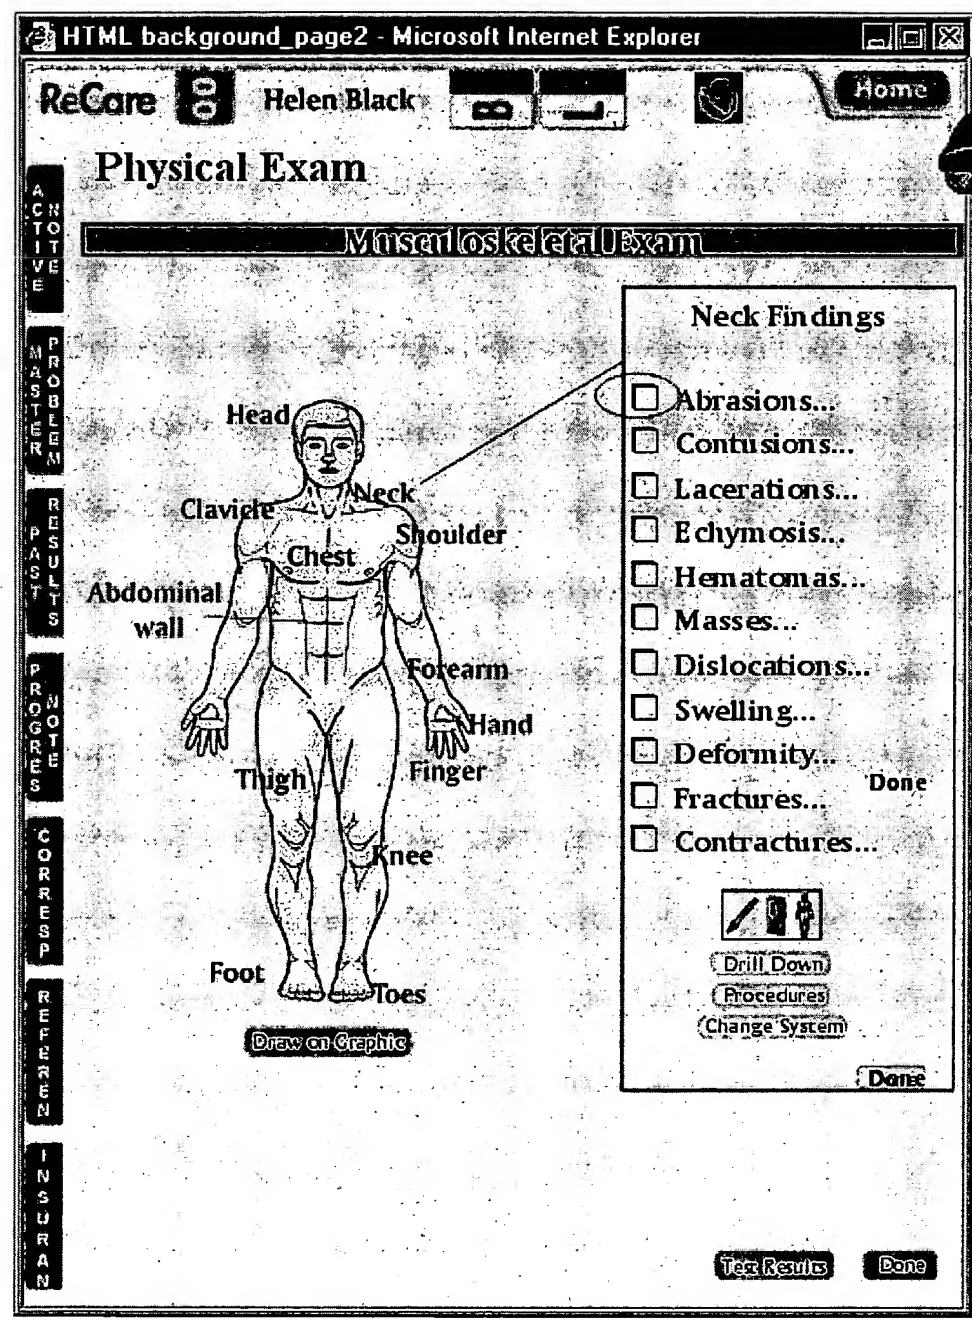 HTML background_page2 - Microsoft Internet Explorer
ReCare
Helen Black
B
L
Home
Physical Exam
Musculoskeletal Exam
ACTIVE NOTE
MASTER PROBLEM
PAST RESULTS
PROGRES NOTE
CORRESP
REFEREN
INSURAN
Head
Neck
Clavicle
Shoulder
Chest
Abdominal
wall
Forearm
Hand
Thigh
Finger
Knee
Foot
Toes
Draw on Graphic
Neck Findings
Abrasions...
Contusions...
Lacerations...
Echymosis...
Hematomas...
Masses...
Dislocations...
Swelling...
Deformity...
Done
Fractures...
Contractures...
Drill Down
Procedures
Change System
Done
Test Results
Done